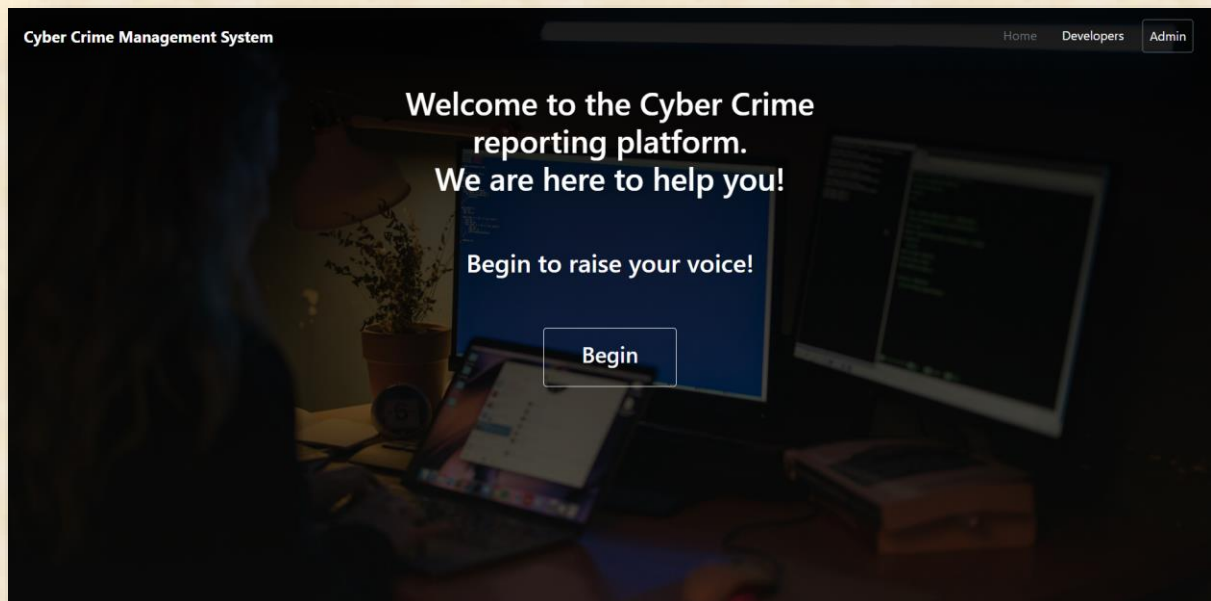 Cyber Crime Management System
Home
Developers
Admin
Welcome to the Cyber Crime
reporting platform.
We are here to help you!
Begin to raise your voice!
Begin